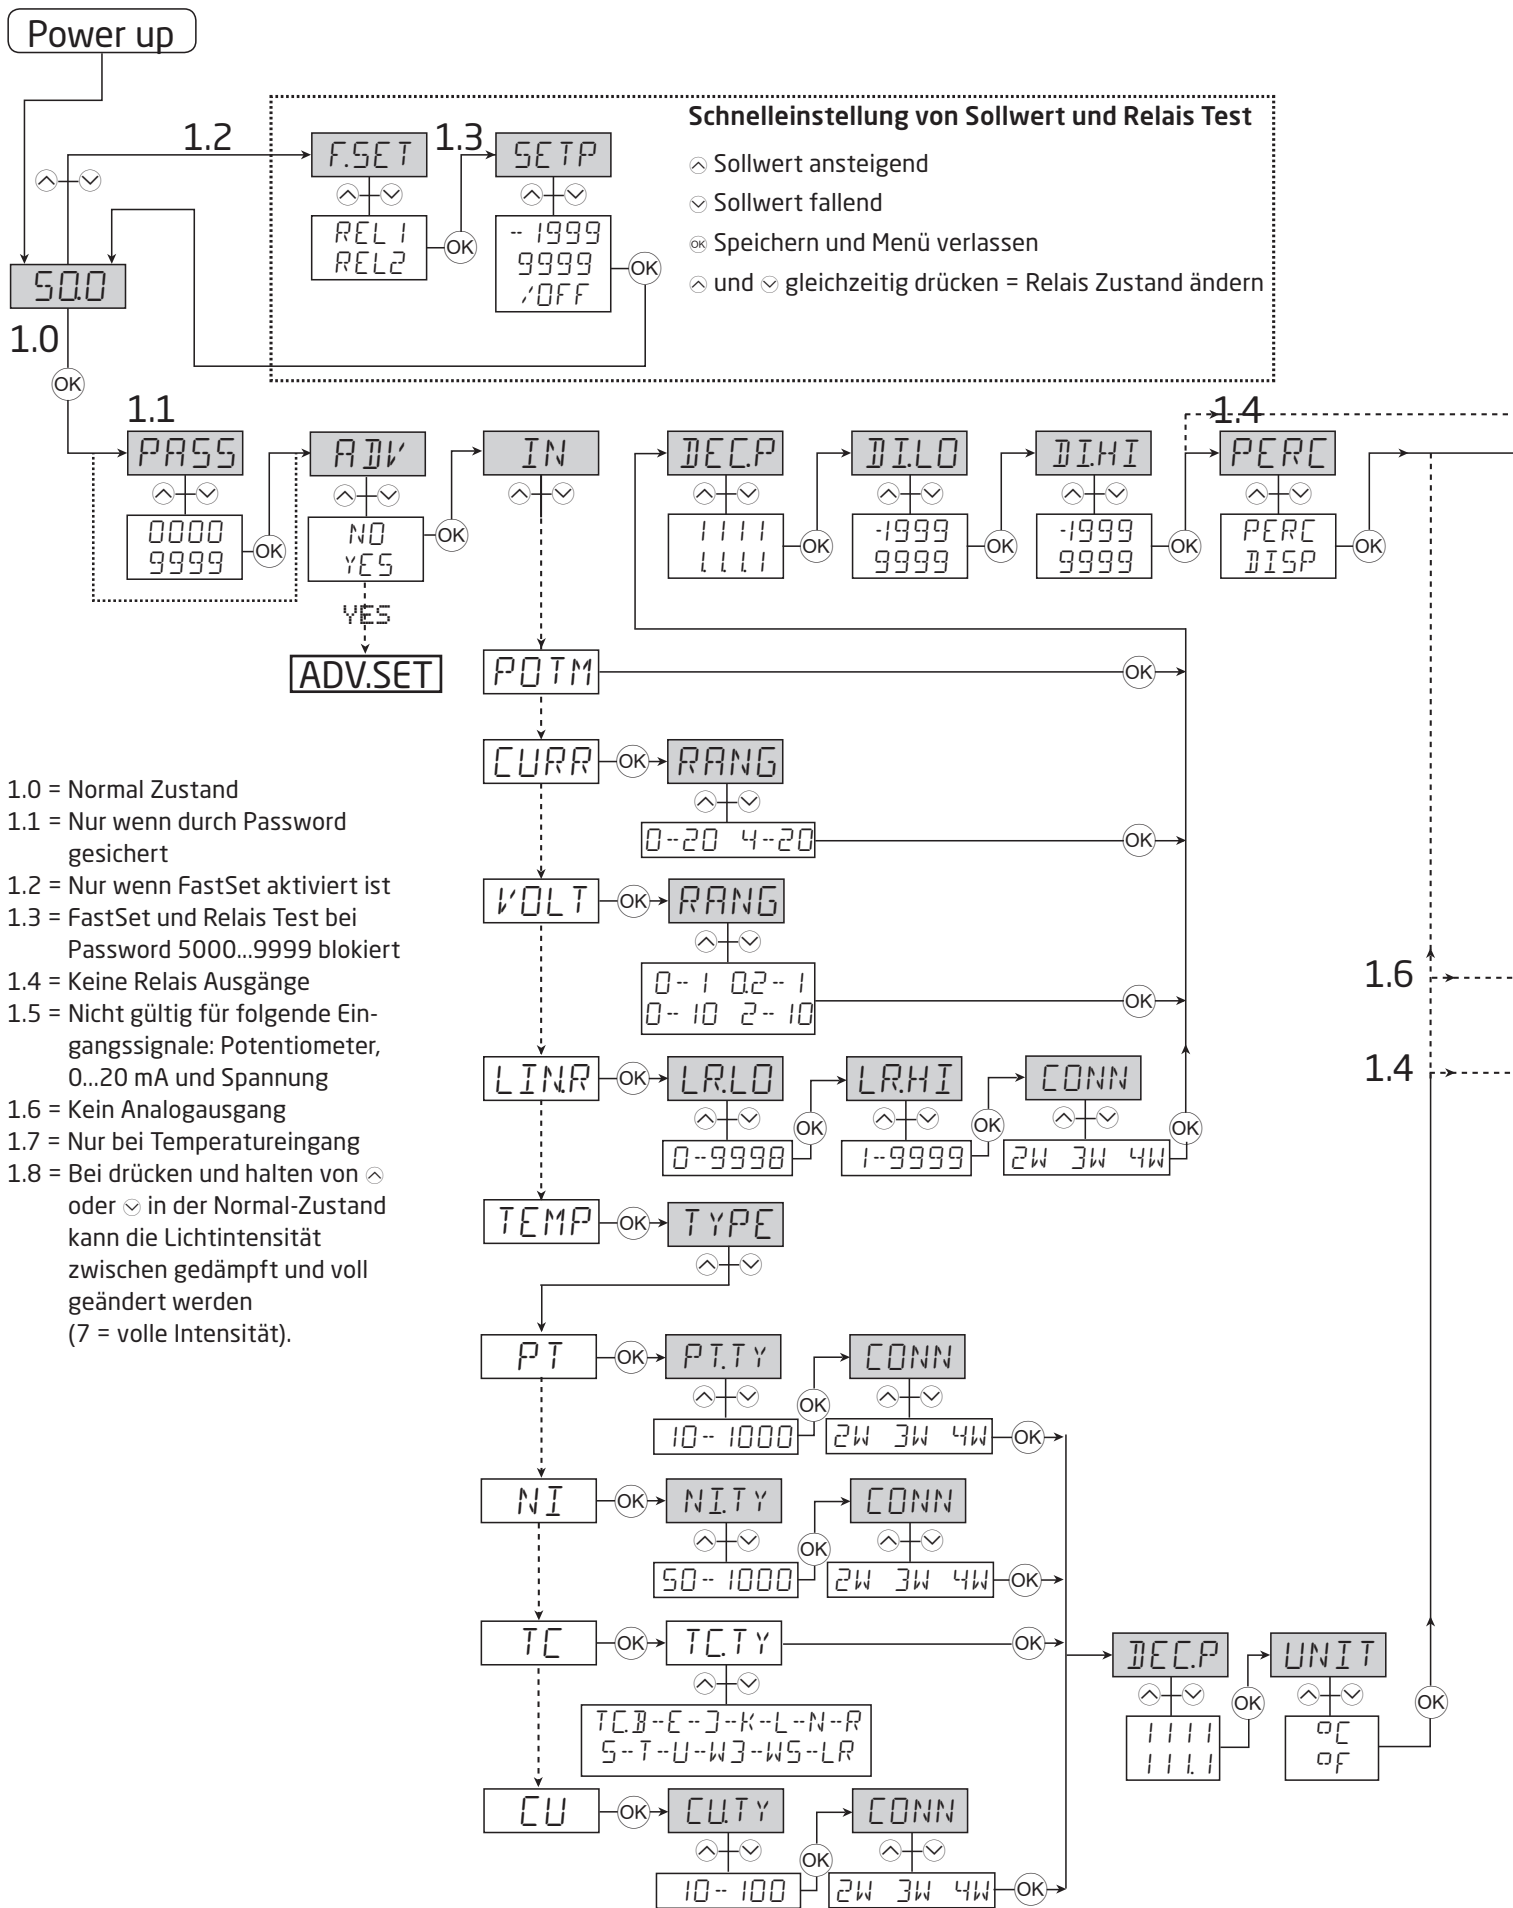 Power up
1.2
F.SET
1.3
SETP
Schnelleinstellung von Sollwert und Relais Test
Sollwert ansteigend
Sollwert fallend
OK Speichern und Menü verlassen
und gleichzeitig drücken = Relais Zustand ändern
REL1
REL2
OK
-1999
9999
/OFF
OK
50.0
1.0
OK
1.1
1.4
PASS
ADV
IN
DEC.P
DI.LO
DI.HI
PERC
0000
9999
OK
NO
YES
OK
1111
1.1.1.1
OK
-1999
9999
OK
-1999
9999
OK
PERC
DISP
OK
YES
ADV.SET
POTM
OK
CURR
OK
RANG
0-20 4-20
OK
VOLT
OK
RANG
0-1 0.2-1
0-10 2-10
OK
1.0 = Normal Zustand
1.1 = Nur wenn durch Password
gesichert
1.2 = Nur wenn FastSet aktiviert ist
1.3 = FastSet und Relais Test bei
Password 5000...9999 blokiert
1.4 = Keine Relais Ausgänge
1.5 = Nicht gültig für folgende Ein-
gangssignale: Potentiometer,
0...20 mA und Spannung
1.6 = Kein Analogausgang
1.7 = Nur bei Temperatureingang
1.8 = Bei drücken und halten von
oder in der Normal-Zustand
kann die Lichtintensität
zwischen gedämpft und voll
geändert werden
(7 = volle Intensität).
1.6
1.4
LIN.R
OK
LR.LO
0-9998
OK
LR.HI
1-9999
OK
CONN
2W 3W 4W
OK
TEMP
OK
TYPE
PT
OK
PT.TY
10-1000
OK
CONN
2W 3W 4W
OK
NI
OK
NI.TY
50-1000
OK
CONN
2W 3W 4W
OK
TC
OK
TC.TY
OK
TC.B-E-J-K-L-N-R
S-T-U-W3-W5-LR
DEC.P
1111
111.1
OK
UNIT
°C
°F
OK
CU
OK
CU.TY
10-100
OK
CONN
2W 3W 4W
OK